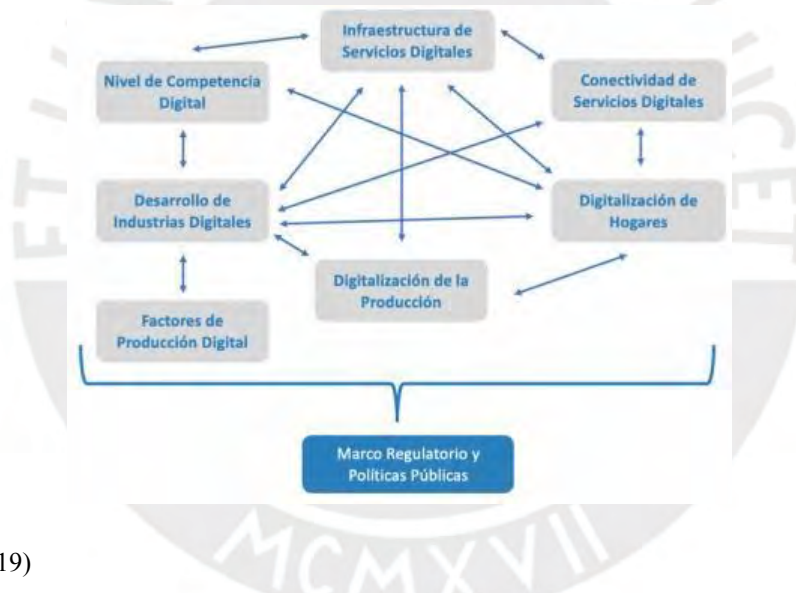 Infraestructura de
Servicios Digitales
Nivel de Competencia
Digital
Conectividad de
Servicios Digitales
Desarrollo de
Industrias Digitales
Digitalización de
Hogares
Digitalización de la
Producción
Factores de
Producción Digital
Marco Regulatorio y
Políticas Públicas
19)
MCMXVII